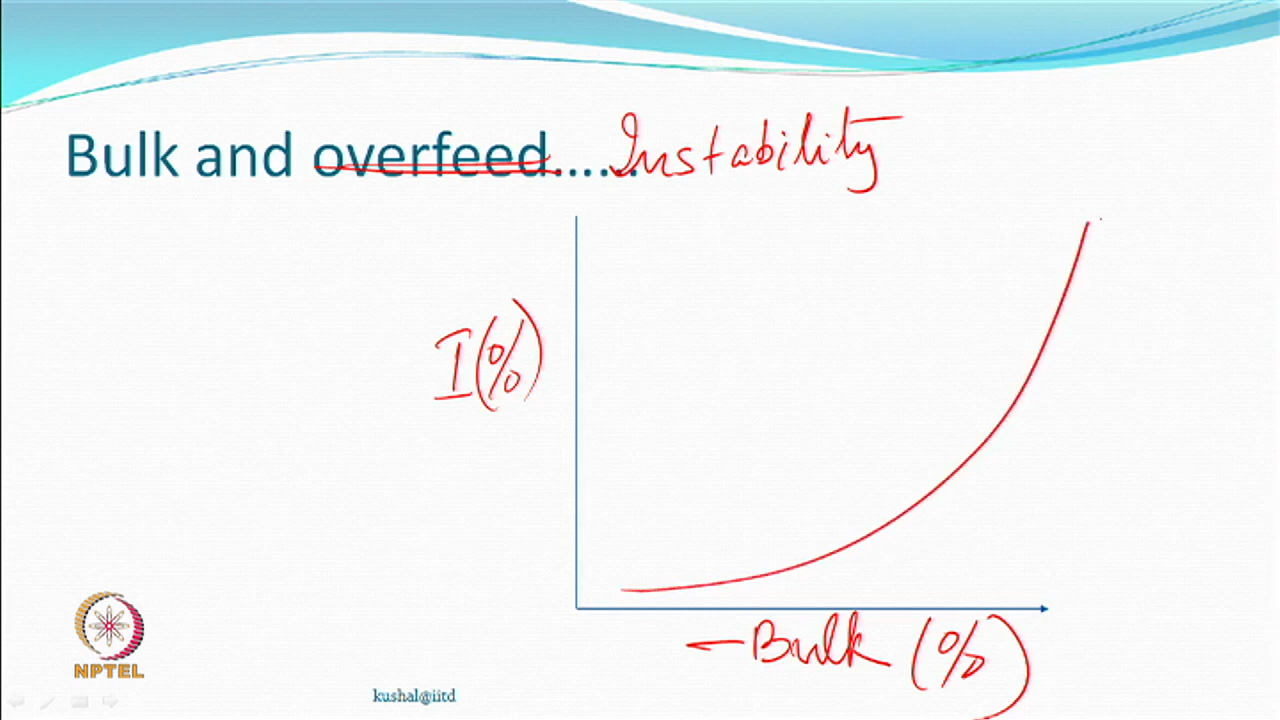 Bulk and overfeed...... Instability
I(%)
Bulk (%)
NPTEL
kushal@iitd